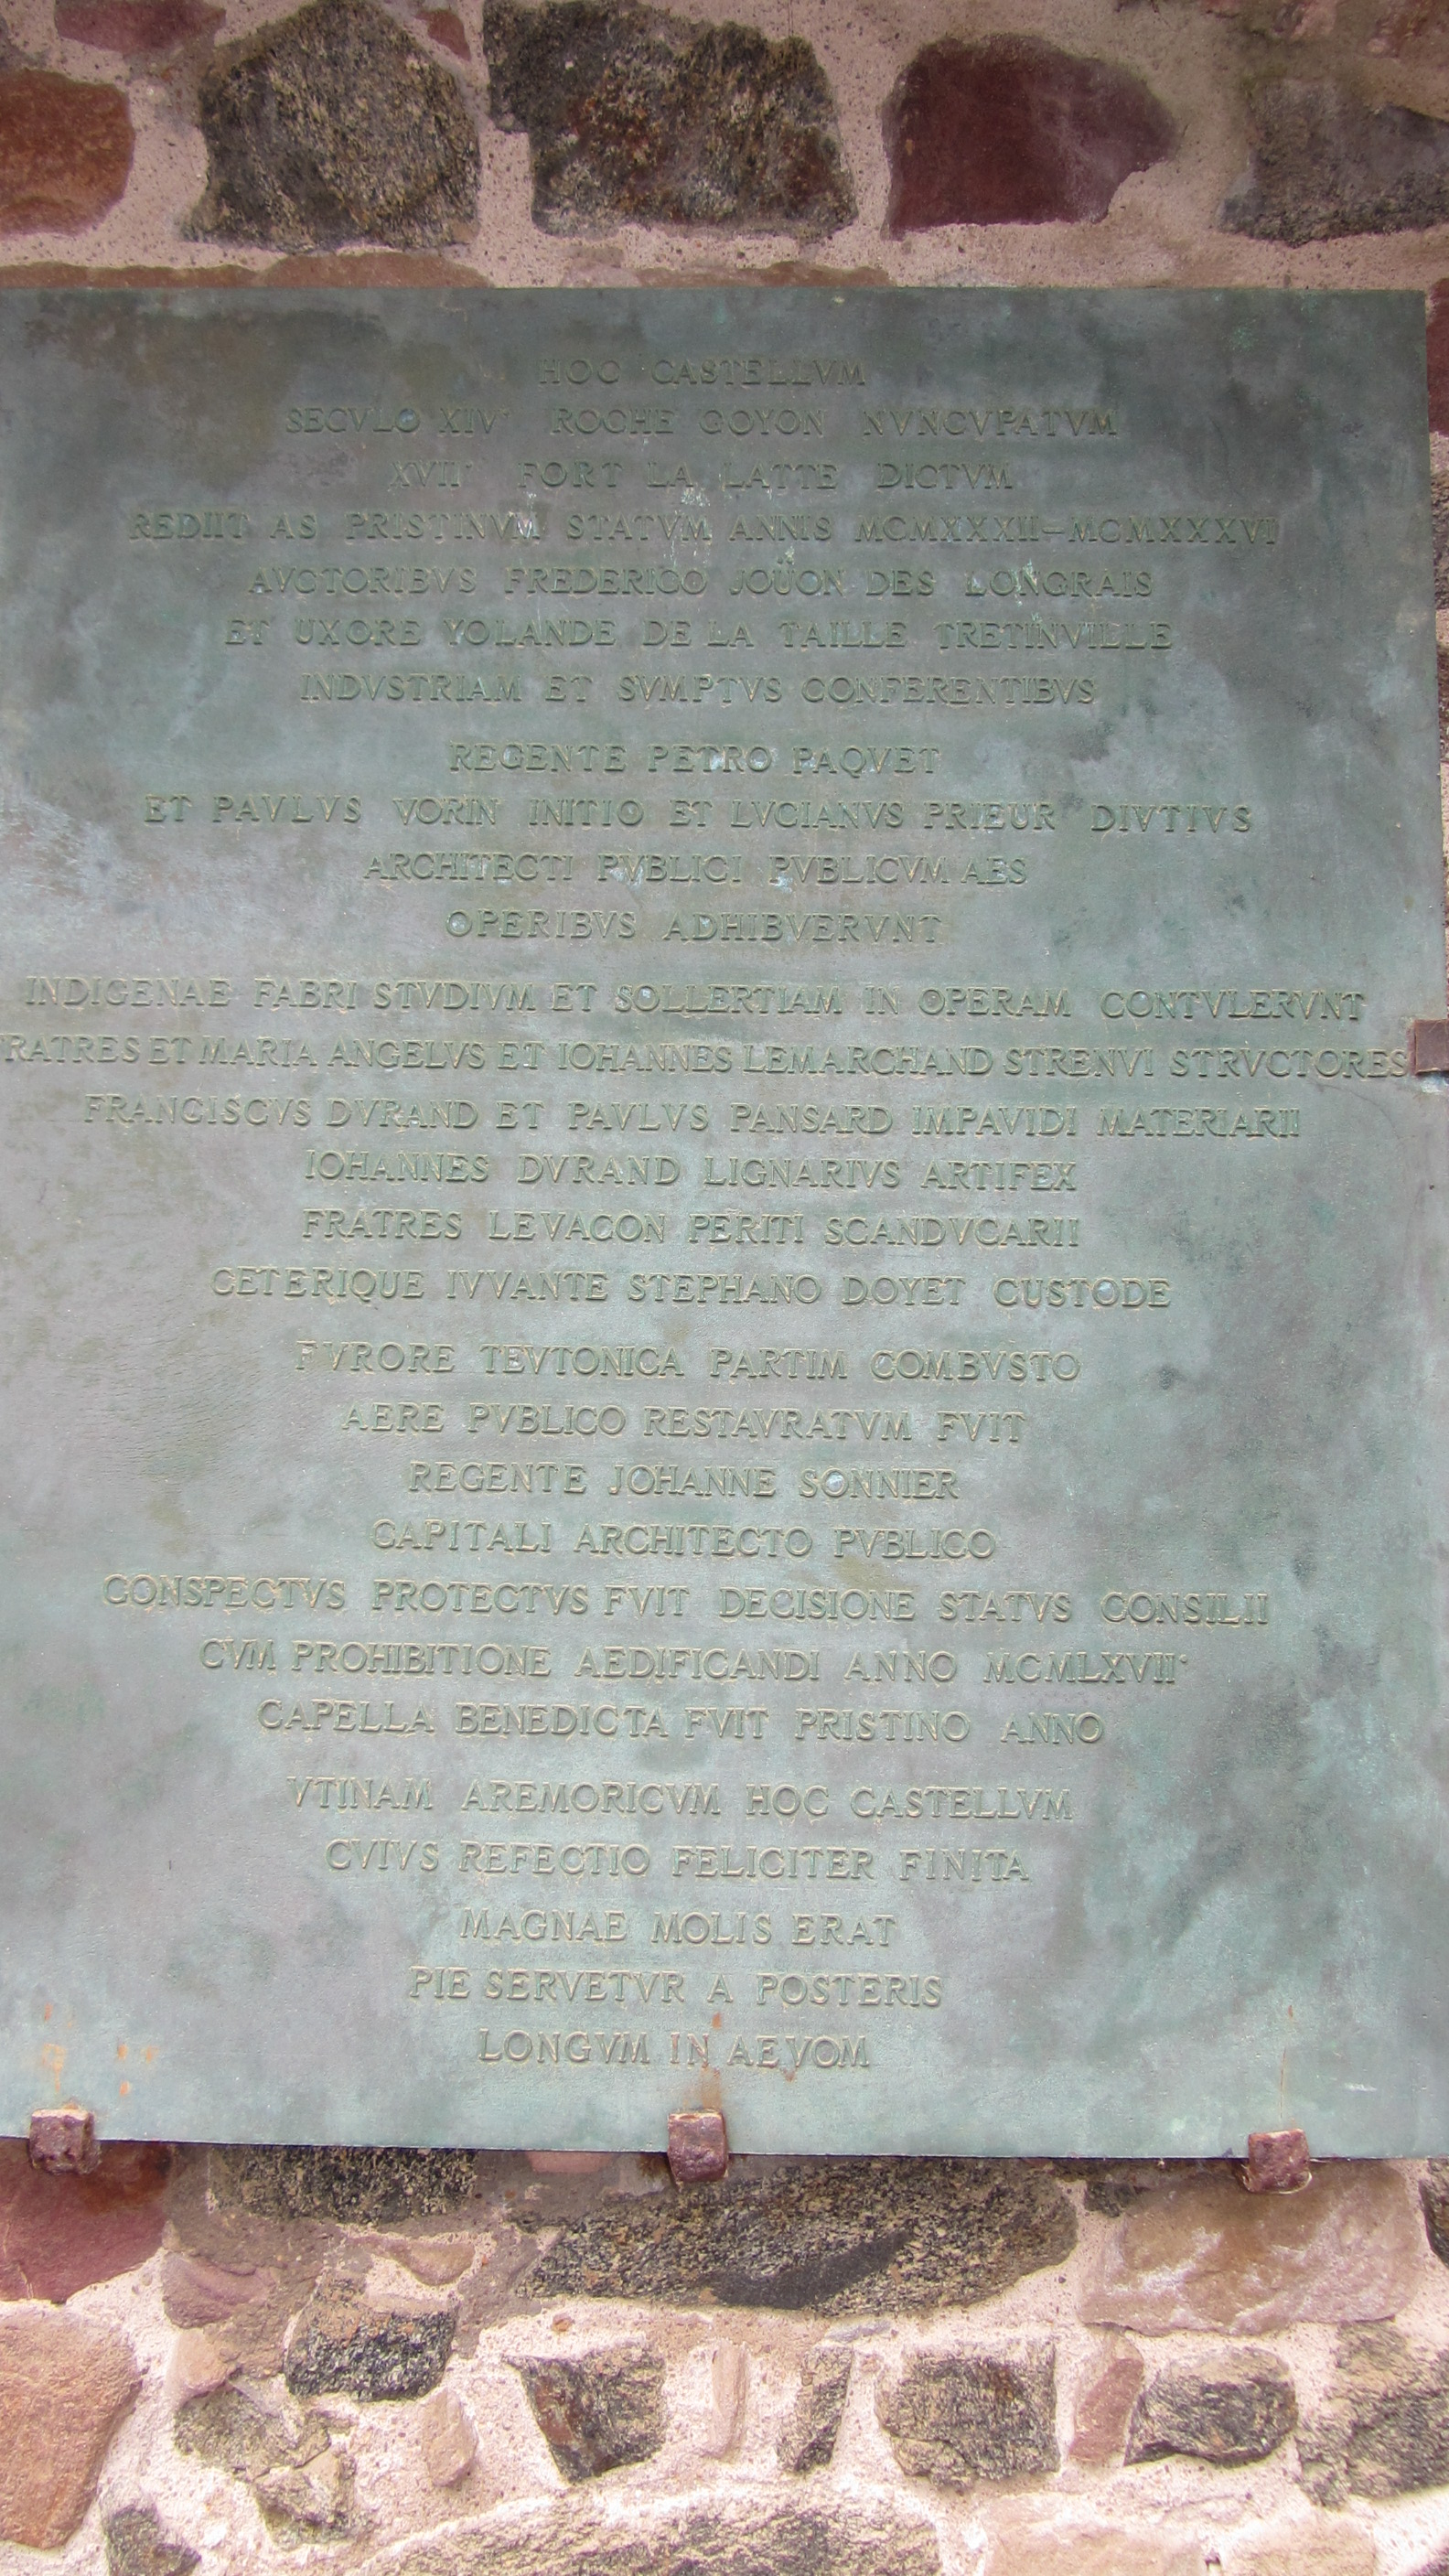 HOC CASTELLVM
SECVLO XIV° ROCHE GOYON NVNCVPATVM
XVII° FORT LA LATTE DICTVM
REDIIT AS PRISTINVM STATVM ANNIS MCMXXXII-MCMXXXVI
AVCTORIBVS FREDERICO JOÜON DES LONGRAIS
ET UXORE YOLANDE DE LA TAILLE TRETINVILLE
INDVSTRIAM ET SVMPTVS CONFERENTIBVS
REGENTE PETRO PAQVET
ET PAVLVS VORIN INITIO ET LVCIANVS PRIEUR DIVTIVS
ARCHITECTI PVBLICI PVBLICVM AES
OPERIBVS ADHIBVERVNT
INDIGENAE FABRI STVDIVM ET SOLLERTIAM IN OPERAM CONTVLERVNT
FRATRES ET MARIA ANGELVS ET IOHANNES LEMARCHAND STRENVI STRVCTORES
FRANCISCVS DVRAND ET PAVLVS PANSARD IMPAVIDI MATERIARII
IOHANNES DVRAND LIGNARIVS ARTIFEX
FRATRES LEVACON PERITI SCANDVCARII
CETERIQUE IVVANTE STEPHANO DOYET CUSTODE
FVRORE TEVTONICA PARTIM COMBVSTO
AERE PVBLICO RESTAVRATVM FVIT
REGENTE JOHANNE SONNIER
CAPITALI ARCHITECTO PVBLICO
CONSPECTVS PROTECTVS FVIT DECISIONE STATVS CONSILII
CVM PROHIBITIONE AEDIFICANDI ANNO MCMLXVII°
CAPELLA BENEDICTA FVIT PRISTINO ANNO
VTINAM AREMORICVM HOC CASTELLVM
CVIVS REFECTIO FELICITER FINITA
MAGNAE MOLIS ERAT
PIE SERVETVR A POSTERIS
LONGVM IN AEVOM